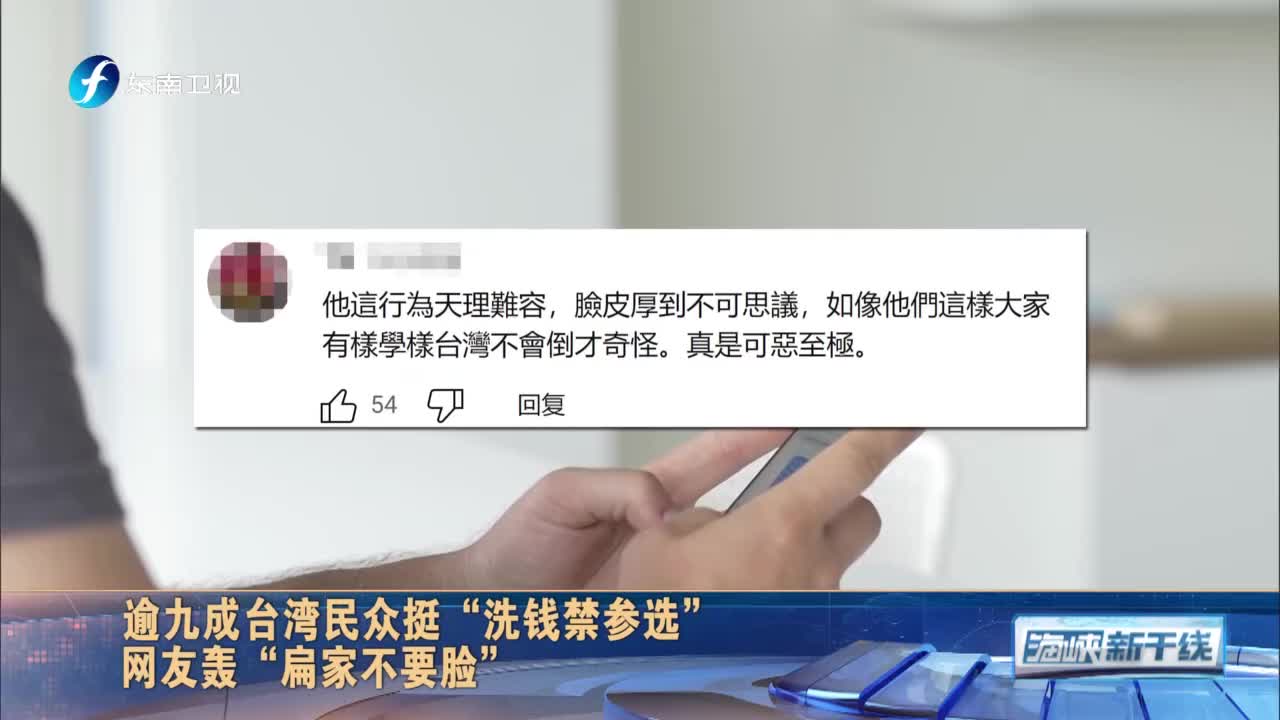 东南卫视
他這行為天理難容，臉皮厚到不可思議，如像他們這樣大家
有樣學樣台灣不會倒才奇怪。真是可惡至極。
54 回复
逾九成台湾民众挺“洗钱禁参选”
网友轰“扁家不要脸”
海峡新干线